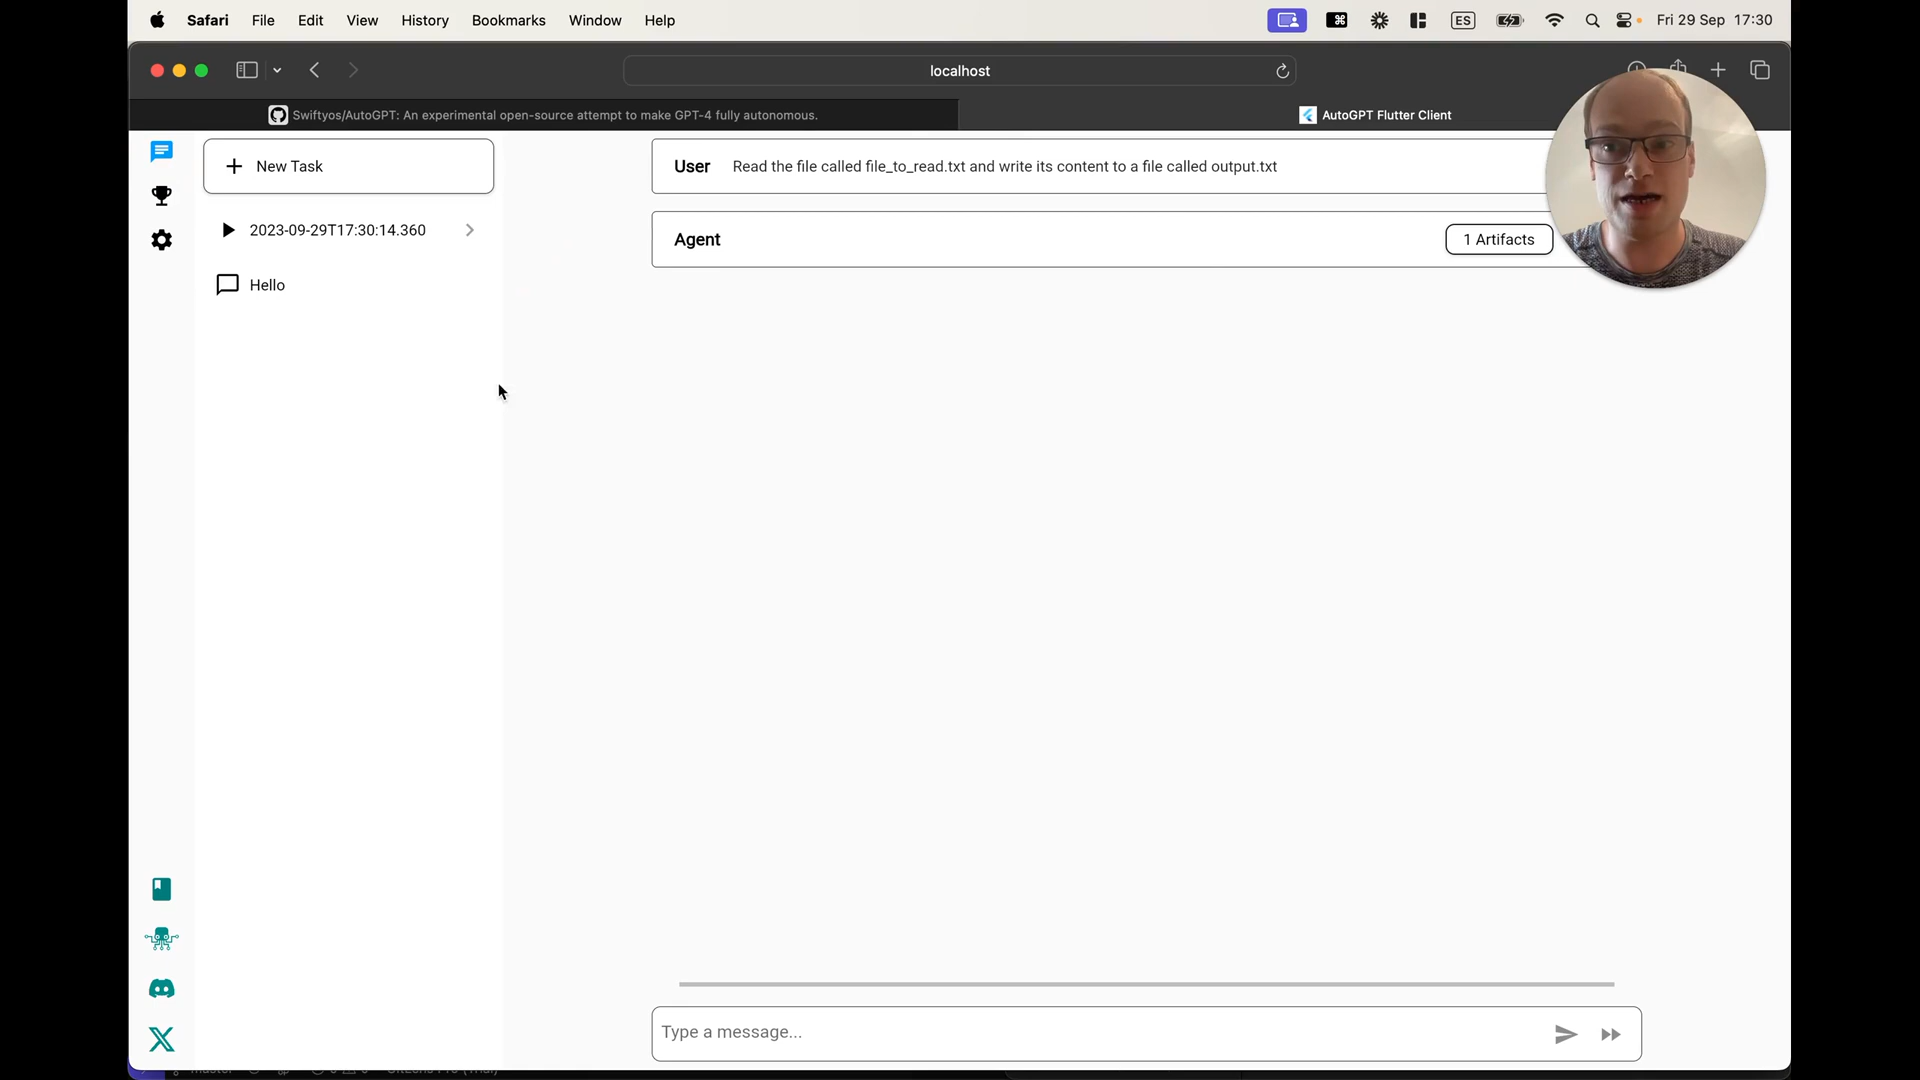 Safari File Edit View History Bookmarks Window Help ES Fri 29 Sep 17:30
localhost
Swiftyos/AutoGPT: An experimental open-source attempt to make GPT-4 fully autonomous.
AutoGPT Flutter Client
New Task
User Read the file called file_to_read.txt and write its content to a file called output.txt
2023-09-29T17:30:14.360
Agent 1 Artifacts
Hello
Type a message...